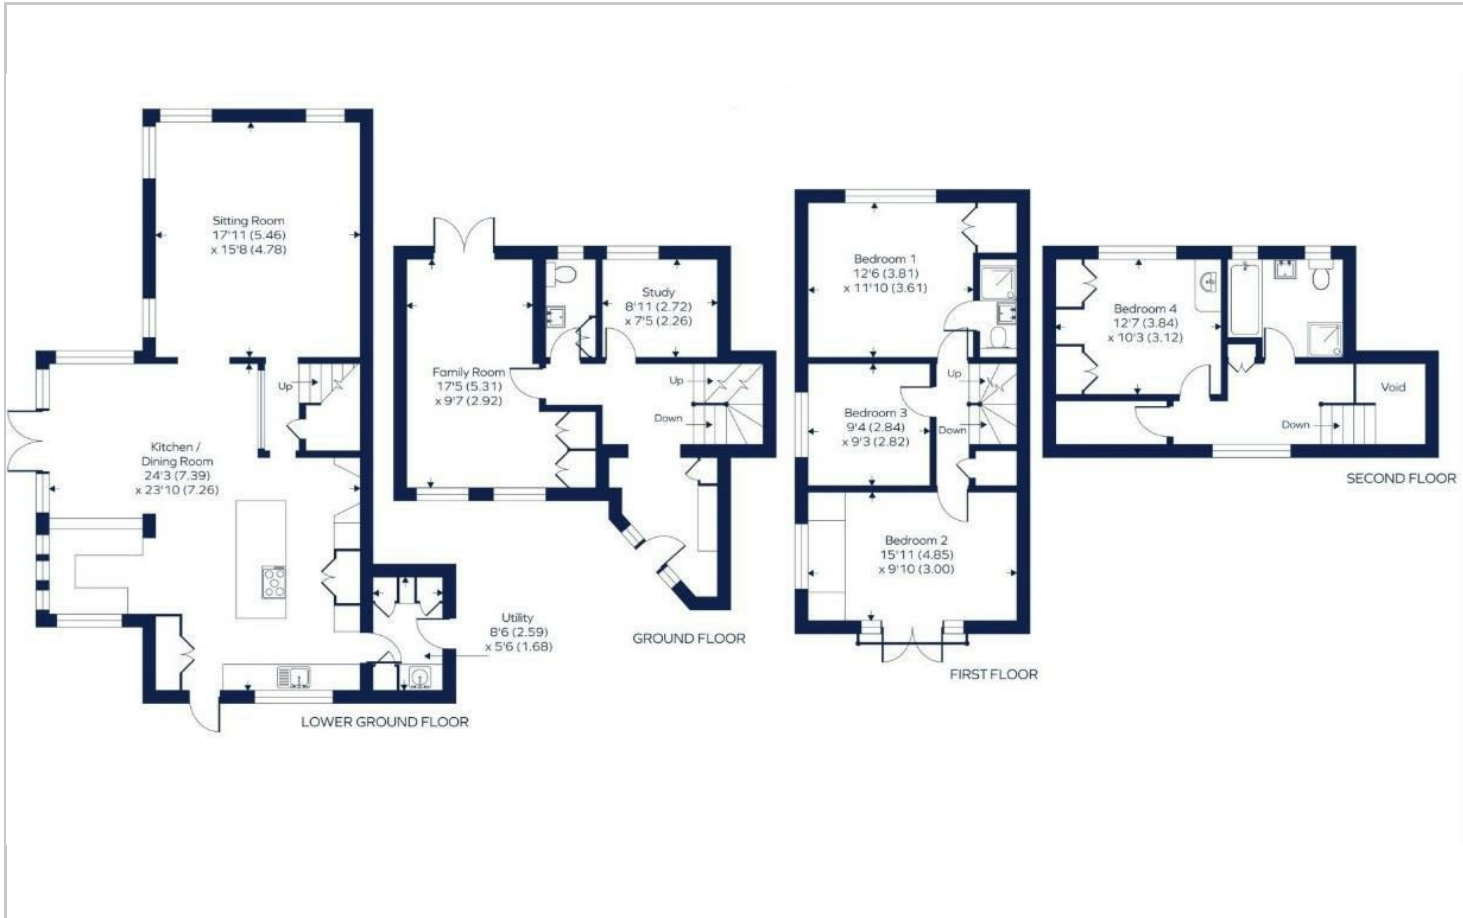 Sitting Room
17'11 (5.46)
x 15'8 (4.78)
Up
Kitchen /
Dining Room
24'3 (7.39)
x 23'10 (7.26)
Utility
8'6 (2.59)
x 5'6 (1.68)
LOWER GROUND FLOOR
Family Room
17'5 (5.31)
x 9'7 (2.92)
Study
8'11 (2.72)
x 7'5 (2.26)
Up
Down
GROUND FLOOR
Bedroom 1
12'6 (3.81)
x 11'10 (3.61)
Bedroom 3
9'4 (2.84)
x 9'3 (2.82)
Up
Down
Bedroom 2
15'11 (4.85)
x 9'10 (3.00)
FIRST FLOOR
Bedroom 4
12'7 (3.84)
x 10'3 (3.12)
Void
Down
SECOND FLOOR